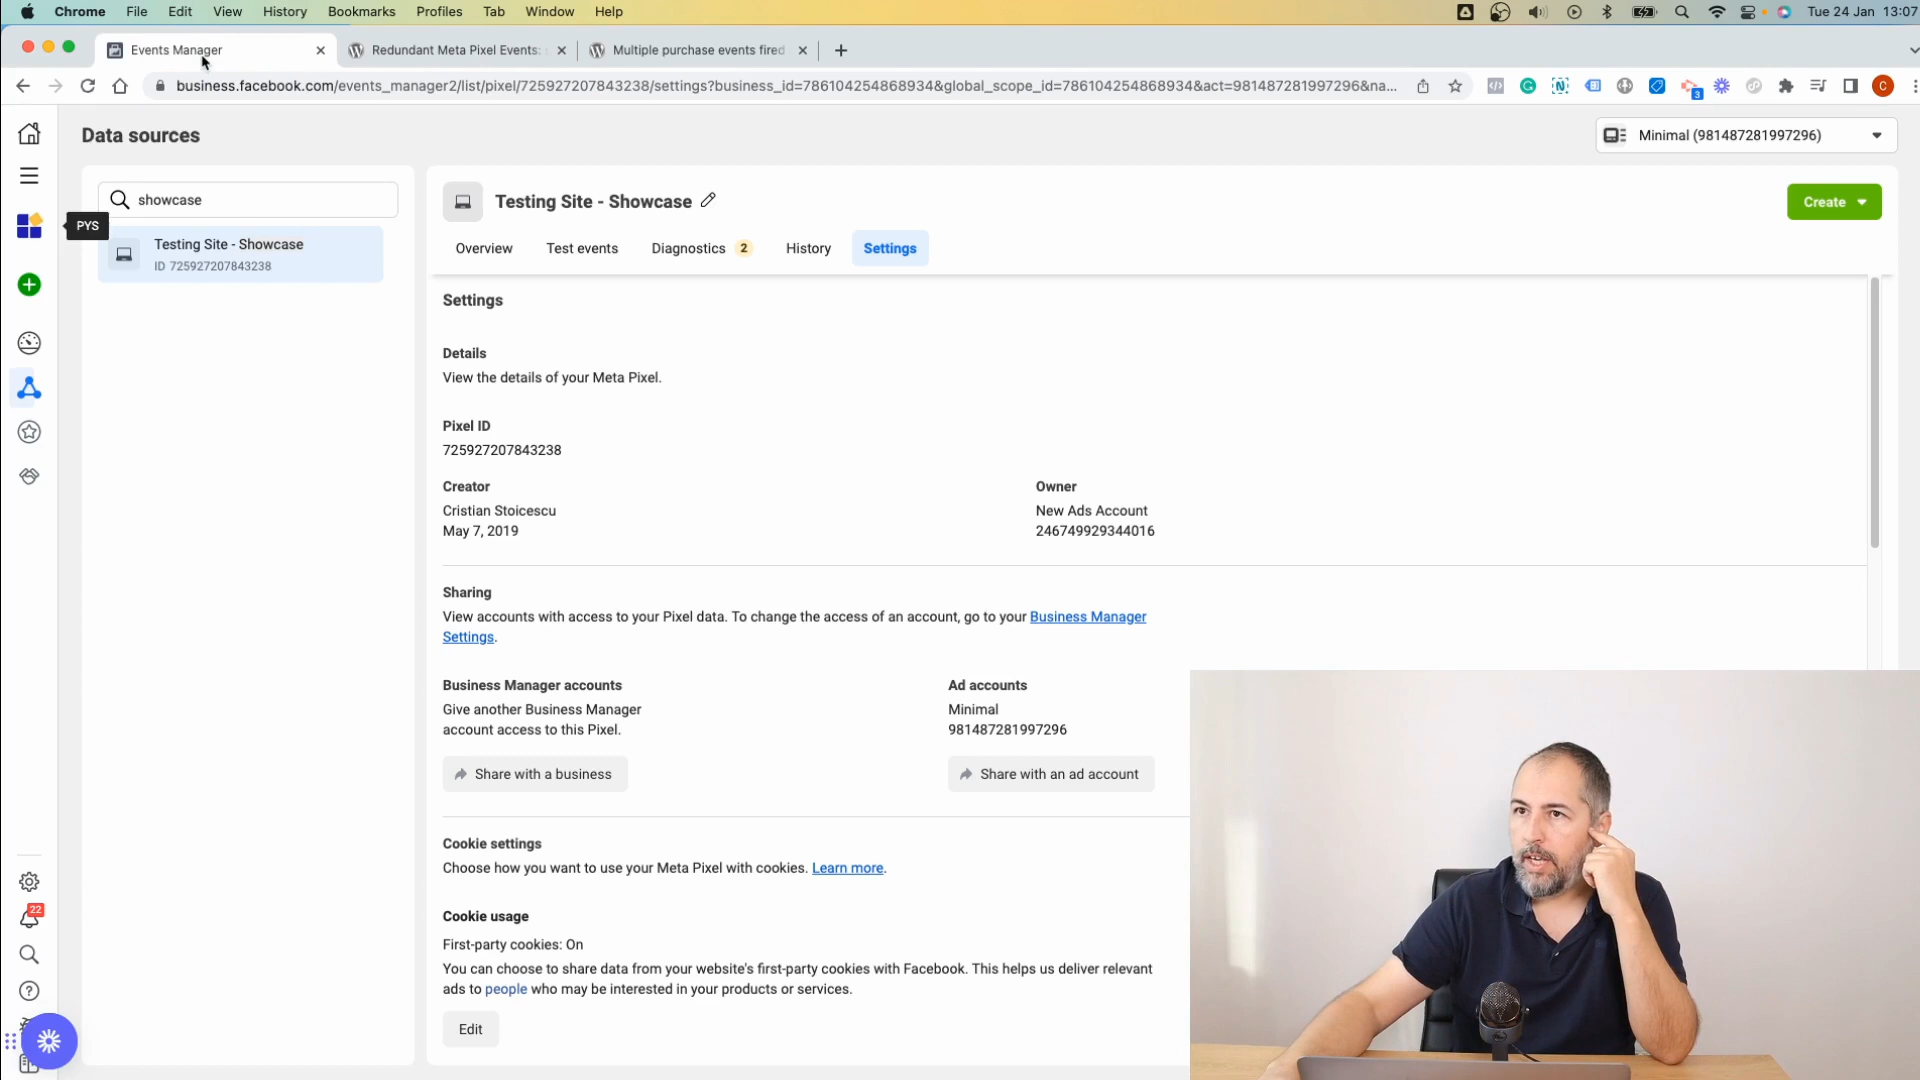 Chrome File Edit View History Bookmarks Profiles Tab Window Help
Tue 24 Jan 13:07
Events Manager
Redundant Meta Pixel Events:
Multiple purchase events fired
business.facebook.com/events_manager2/list/pixel/725927207843238/settings?business_id=786104254868934&global_scope_id=786104254868934&act=981487281997296&na...
3
C
Data sources
Minimal (981487281997296)
showcase
PYS
Testing Site - Showcase
ID 725927207843238
Testing Site - Showcase
Create
Overview Test events Diagnostics 2 History Settings
Settings
Details
View the details of your Meta Pixel.
Pixel ID
725927207843238
Creator
Cristian Stoicescu
May 7, 2019
Owner
New Ads Account
246749929344016
Sharing
View accounts with access to your Pixel data. To change the access of an account, go to your Business Manager
Settings.
Business Manager accounts
Give another Business Manager
account access to this Pixel.
Share with a business
Ad accounts
Minimal
981487281997296
Share with an ad account
Cookie settings
Choose how you want to use your Meta Pixel with cookies. Learn more.
Cookie usage
First-party cookies: On
You can choose to share data from your website's first-party cookies with Facebook. This helps us deliver relevant
ads to people who may be interested in your products or services.
Edit
22